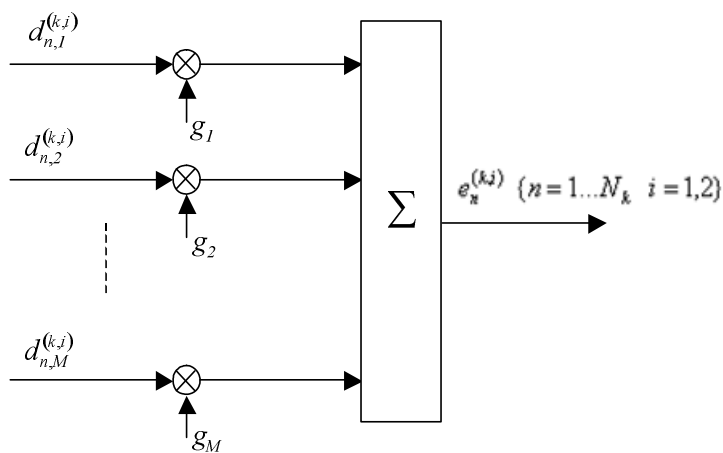 d_{n,1}^{(k,i)}
g_1
d_{n,2}^{(k,i)}
g_2
Σ
e_n^{(k,i)} {n=1...N_k i=1,2}
d_{n,M}^{(k,i)}
g_M